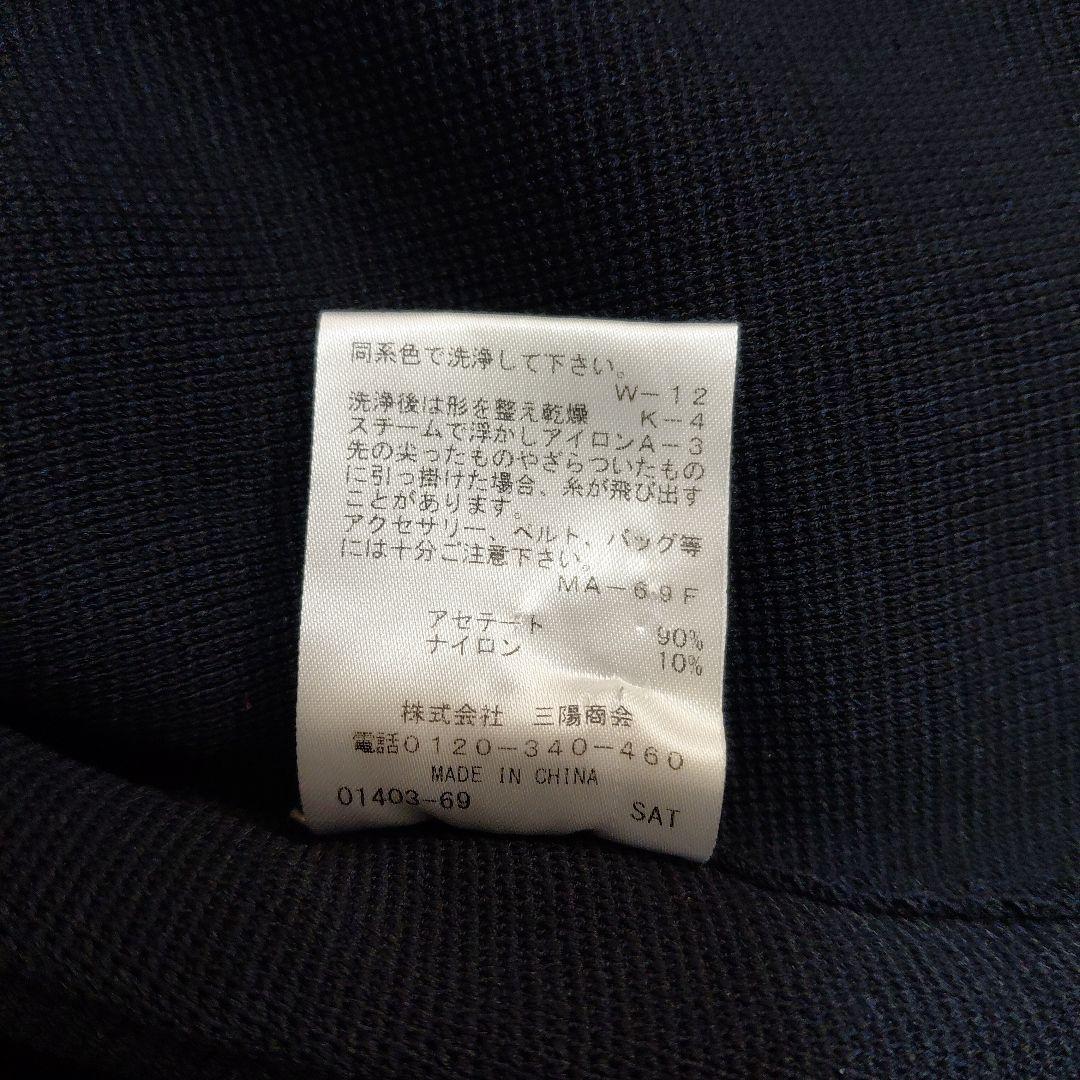 同系色で洗浄して下さい。
W－12
洗浄後は形を整え乾燥　K－4
スチームで浮かしアイロンA－3
先の尖ったものやざらついたもの
に引っ掛けた場合、糸が飛び出す
ことがあります。
アクセサリー、ベルト、バッグ等
には十分ご注意下さい。
MA－69F
アセテート 90%
ナイロン 10%
株式会社　三陽商会
電話0120－340－460
MADE IN CHINA
01403-69 SAT